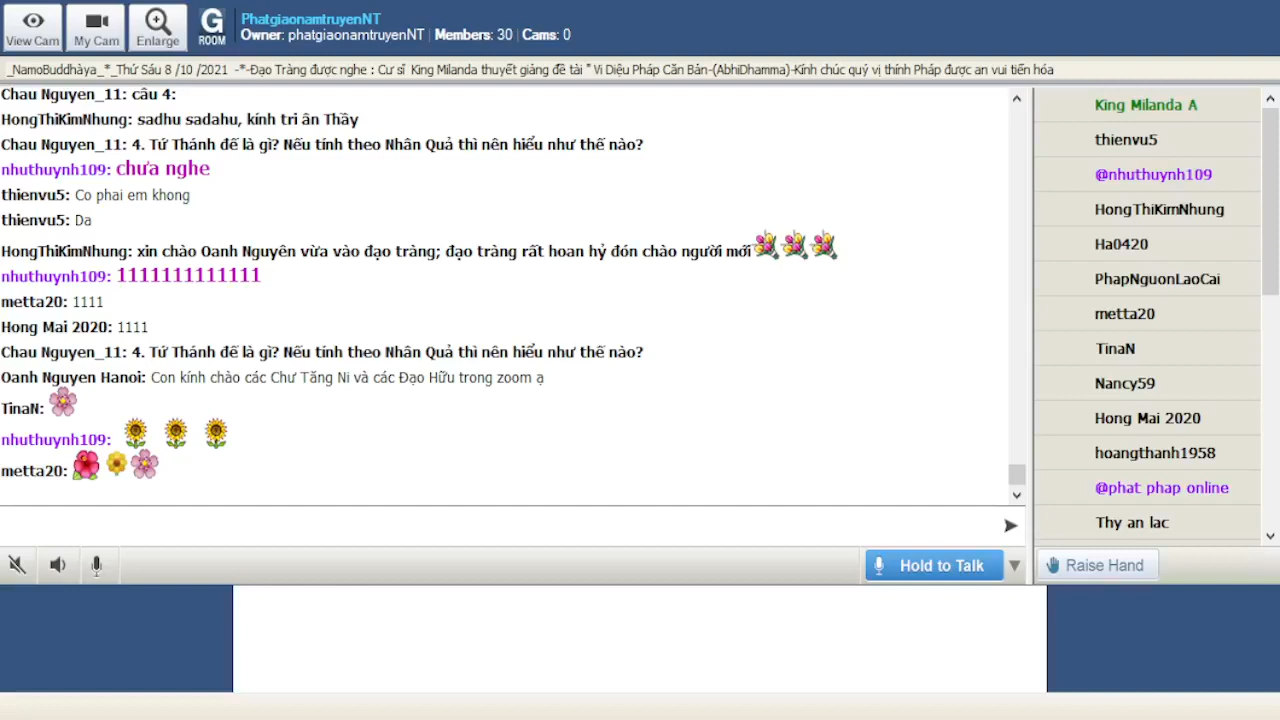 View Cam
My Cam
Enlarge
G
ROOM
PhatgiaonamtruyenNT
Owner: phatgiaonamtruyenNT | Members: 30 | Cams: 0
_NamoBuddhàya_*_Thứ Sáu 8 /10 /2021 -*-Đạo Tràng được nghe : Cư sĩ King Milanda thuyết giảng đề tài " Vi Diệu Pháp Căn Bản-(AbhiDhamma)-Kính chúc quý vị thính Pháp được an vui tiến hóa
Chau Nguyen_11: câu 4:
HongThiKimNhung: sadhu sadahu, kính tri ân Thầy
Chau Nguyen_11: 4. Tứ Thánh đế là gì? Nếu tính theo Nhân Quả thì nên hiểu như thế nào?
nhuthuynh109: chưa nghe
thienvu5: Co phai em khong
thienvu5: Da
HongThiKimNhung: xin chào Oanh Nguyên vừa vào đạo tràng; đạo tràng rất hoan hỷ đón chào người mới
nhuthuynh109: 1111111111111
metta20: 1111
Hong Mai 2020: 1111
Chau Nguyen_11: 4. Tứ Thánh đế là gì? Nếu tính theo Nhân Quả thì nên hiểu như thế nào?
Oanh Nguyen Hanoi: Con kính chào các Chư Tăng Ni và các Đạo Hữu trong zoom ạ
TinaN:
nhuthuynh109:
metta20:
King Milanda A
thienvu5
@nhuthuynh109
HongThiKimNhung
Ha0420
PhapNguonLaoCai
metta20
TinaN
Nancy59
Hong Mai 2020
hoangthanh1958
@phat phap online
Thy an lac
Hold to Talk
Raise Hand